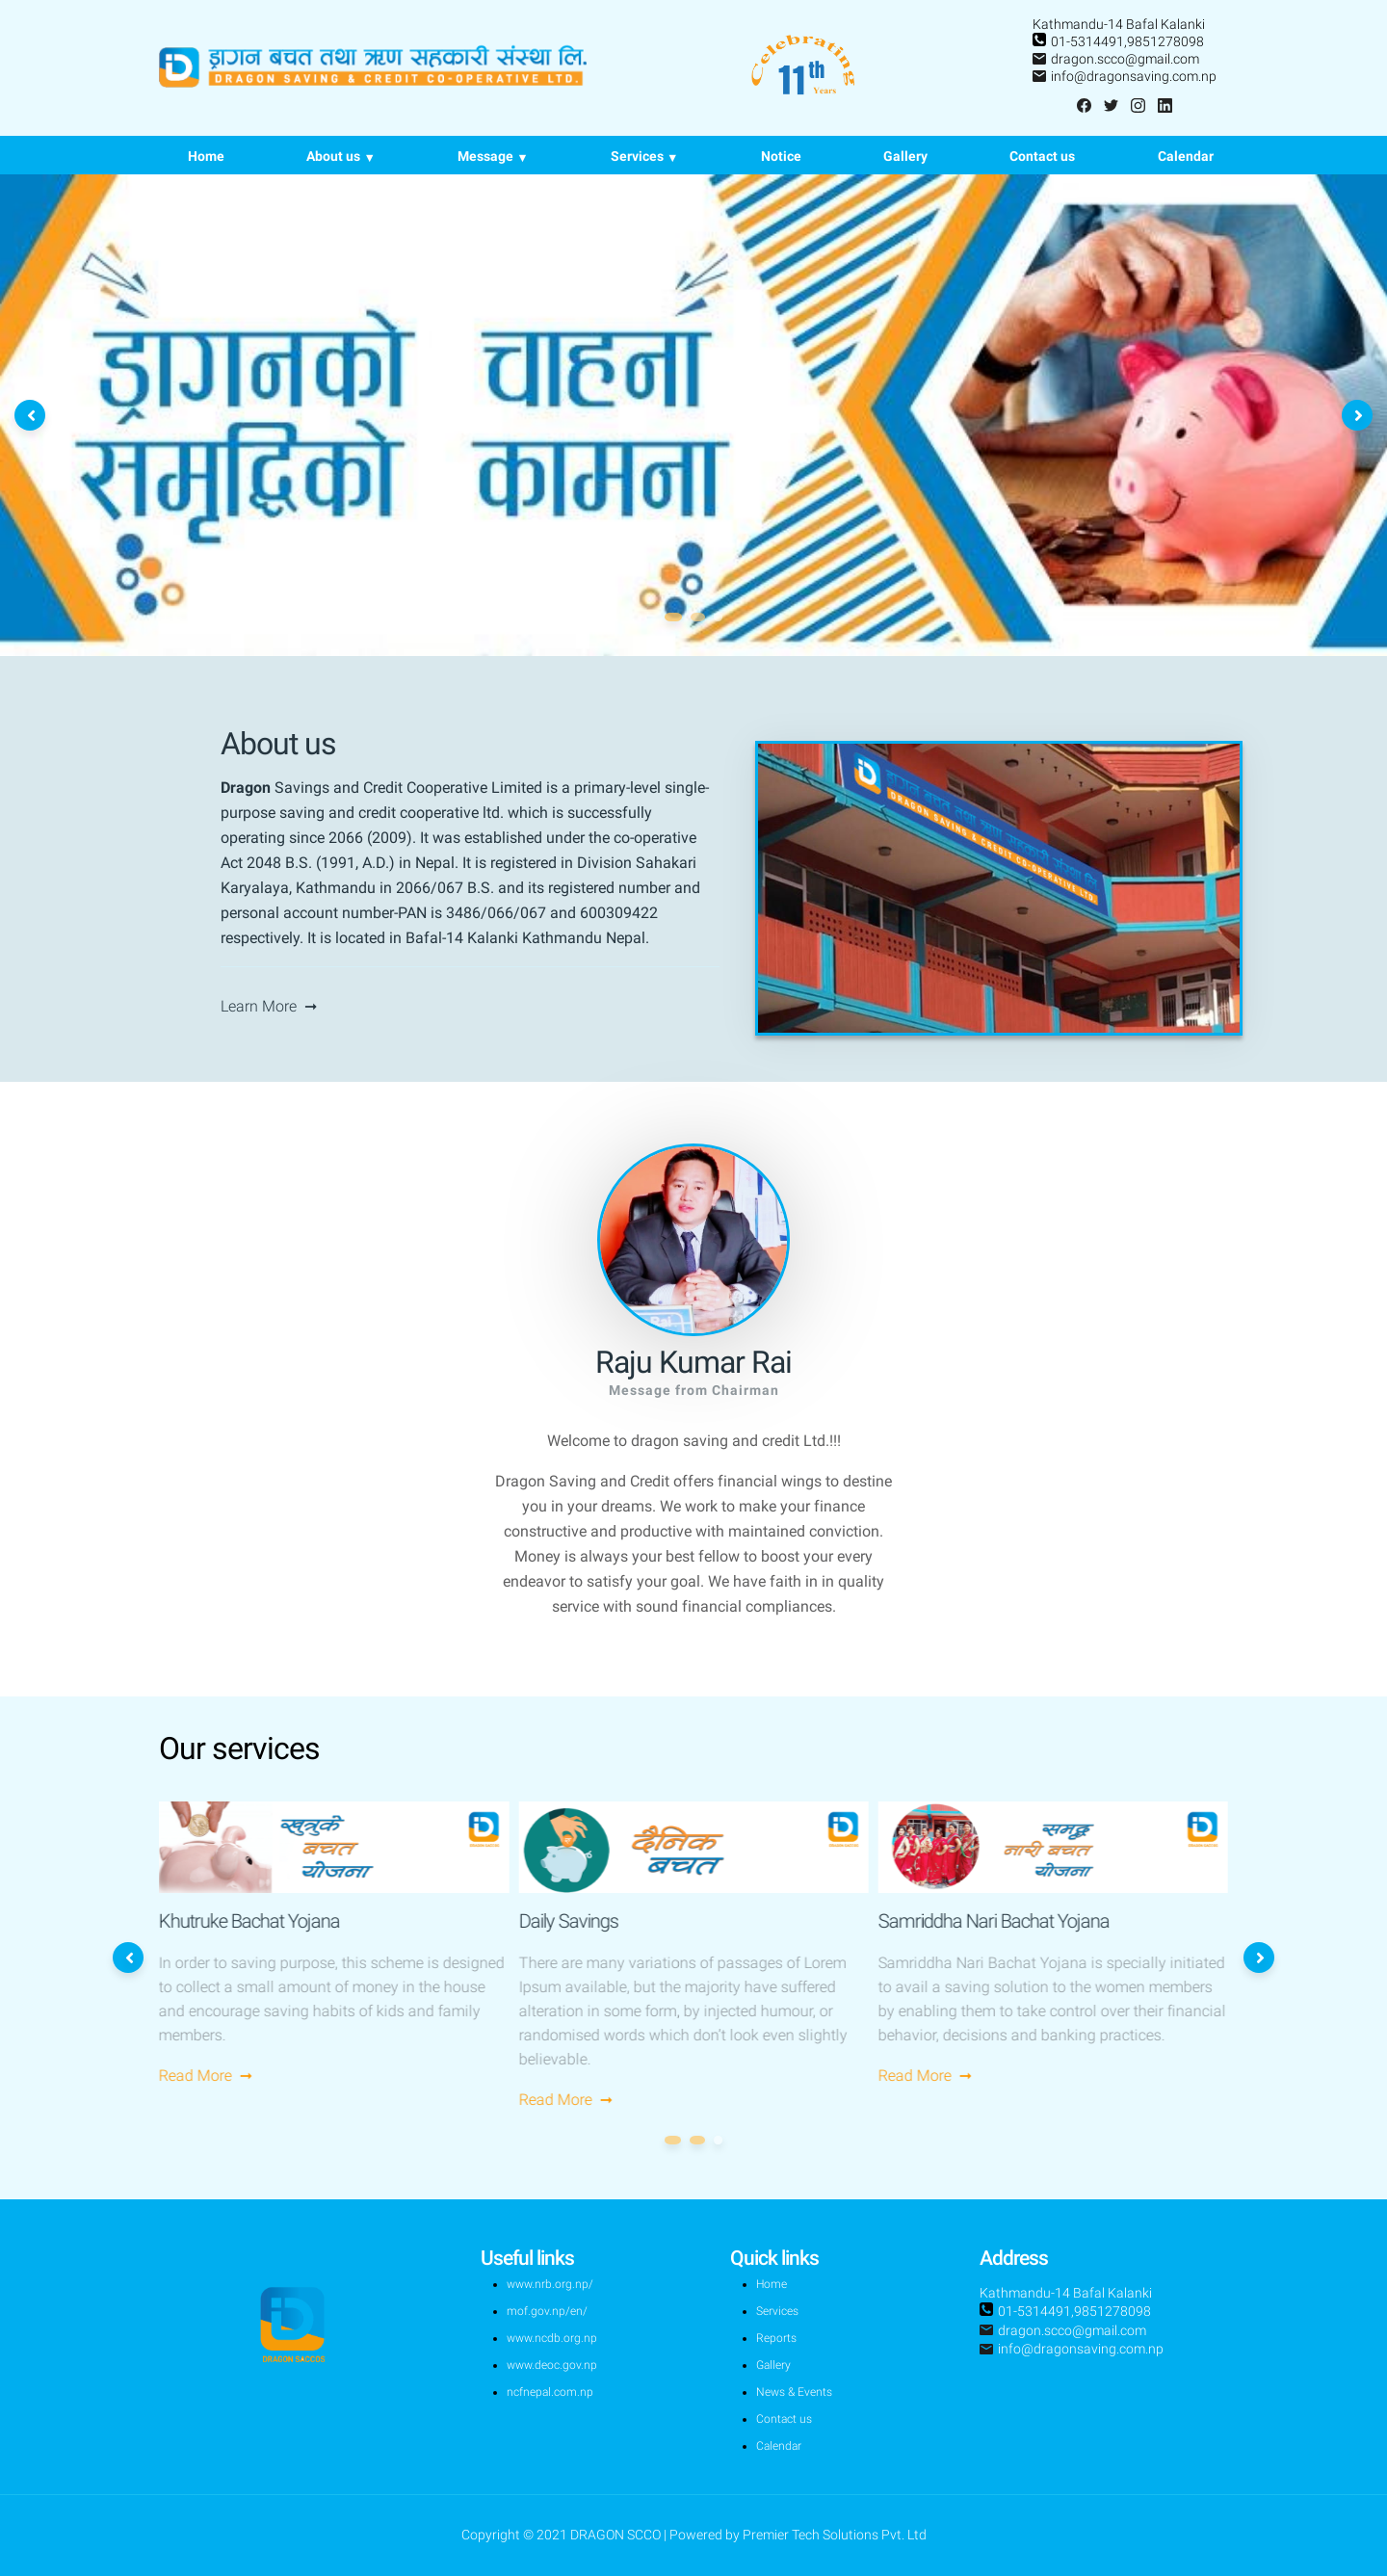 ड्रागन बचत तथा ऋण सहकारी संस्था लि.
DRAGON SAVING & CREDIT CO-OPERATIVE LTD.
Celebrating
11th
Years
Kathmandu-14 Bafal Kalanki
01-5314491,9851278098
dragon.scco@gmail.com
info@dragonsaving.com.np
Home About us ▾ Message ▾ Services ▾ Notice Gallery Contact us Calendar
ड्रागनको चाहना
समृद्धिको कामना
About us
Dragon Savings and Credit Cooperative Limited is a primary-level single-
purpose saving and credit cooperative ltd. which is successfully
operating since 2066 (2009). It was established under the co-operative
Act 2048 B.S. (1991, A.D.) in Nepal. It is registered in Division Sahakari
Karyalaya, Kathmandu in 2066/067 B.S. and its registered number and
personal account number-PAN is 3486/066/067 and 600309422
respectively. It is located in Bafal-14 Kalanki Kathmandu Nepal.
Learn More
ड्रागन बचत तथा ऋण सहकारी संस्था लि.
DRAGON SAVING & CREDIT CO-OPERATIVE LTD.
Rai
Raju Kumar Rai
Message from Chairman
Welcome to dragon saving and credit Ltd.!!!
Dragon Saving and Credit offers financial wings to destine
you in your dreams. We work to make your finance
constructive and productive with maintained conviction.
Money is always your best fellow to boost your every
endeavor to satisfy your goal. We have faith in in quality
service with sound financial compliances.
Our services
खुत्रुके
बचत
योजना
Khutruke Bachat Yojana
In order to saving purpose, this scheme is designed
to collect a small amount of money in the house
and encourage saving habits of kids and family
members.
Read More
दैनिक
बचत
Daily Savings
There are many variations of passages of Lorem
Ipsum available, but the majority have suffered
alteration in some form, by injected humour, or
randomised words which don't look even slightly
believable.
Read More
समृद्ध
नारी बचत
योजना
Samriddha Nari Bachat Yojana
Samriddha Nari Bachat Yojana is specially initiated
to avail a saving solution to the women members
by enabling them to take control over their financial
behavior, decisions and banking practices.
Read More
DRAGON SACCOS
Useful links
www.nrb.org.np/
mof.gov.np/en/
www.ncdb.org.np
www.deoc.gov.np
ncfnepal.com.np
Quick links
Home
Services
Reports
Gallery
News & Events
Contact us
Calendar
Address
Kathmandu-14 Bafal Kalanki
01-5314491,9851278098
dragon.scco@gmail.com
info@dragonsaving.com.np
Copyright © 2021 DRAGON SCCO | Powered by Premier Tech Solutions Pvt. Ltd